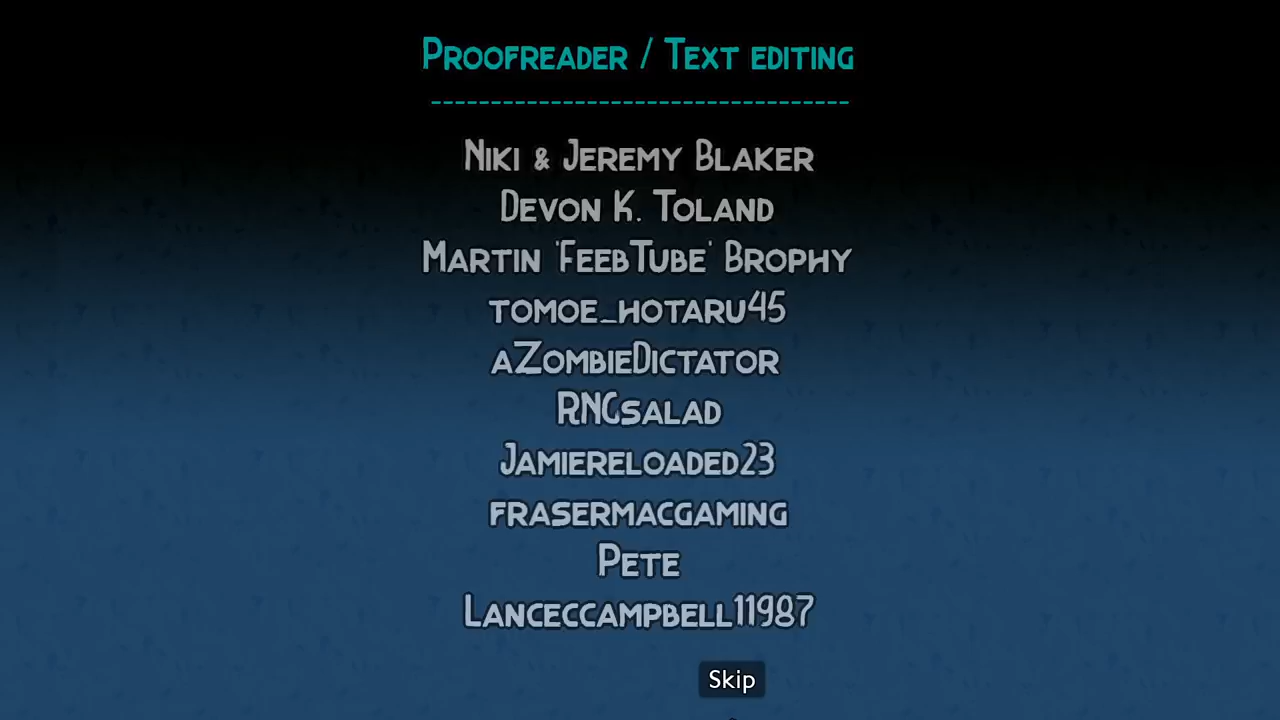 Proofreader / Text editing
-----------------------------------
Niki & Jeremy Blaker
Devon K. Toland
Martin 'FeebTube' Brophy
tomoe_hotaru45
aZombieDictator
RNGsalad
Jamiereloaded23
frasermacgaming
Pete
Lanceccampbell11987
Skip